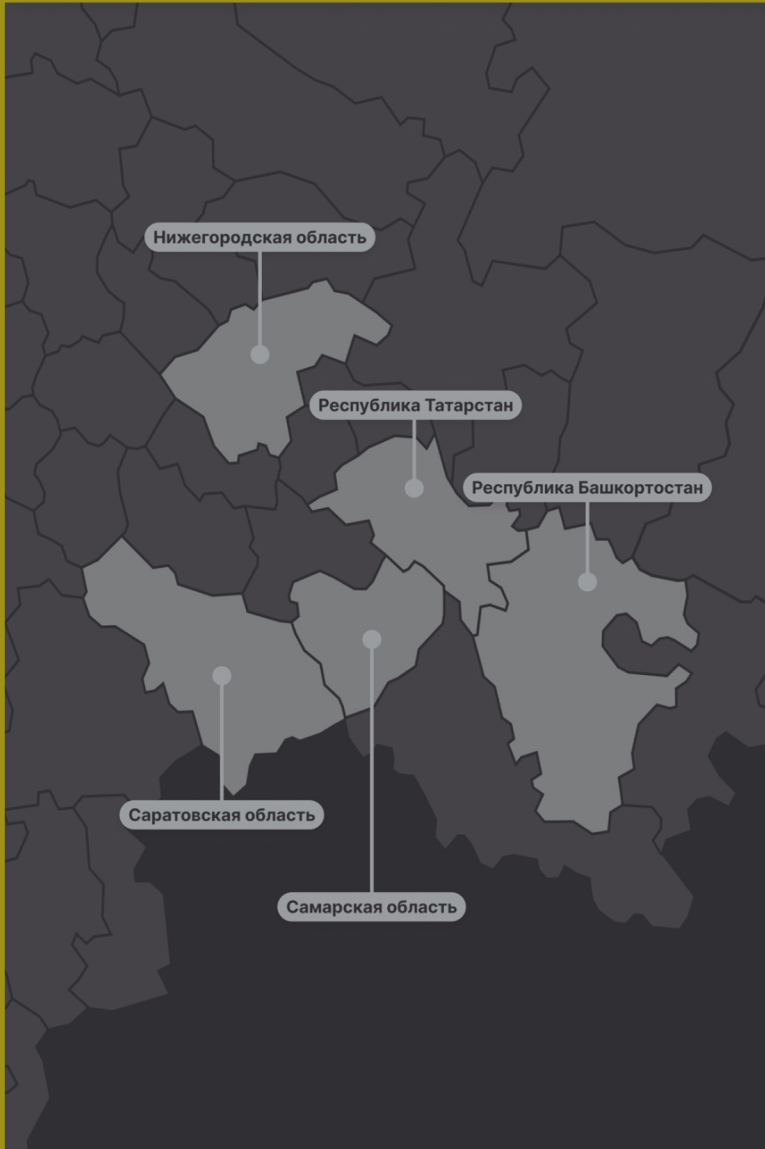 Нижегородская область
Республика Татарстан
Республика Башкортостан
Саратовская область
Самарская область